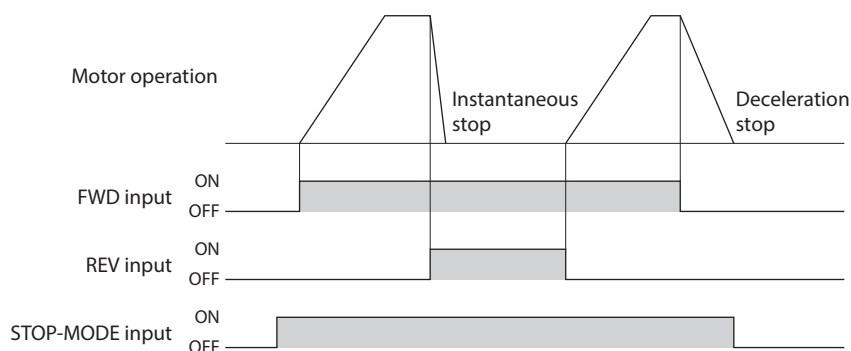 Motor operation
Instantaneous
stop
Deceleration
stop
FWD input
ON
OFF
REV input
ON
OFF
STOP-MODE input
ON
OFF